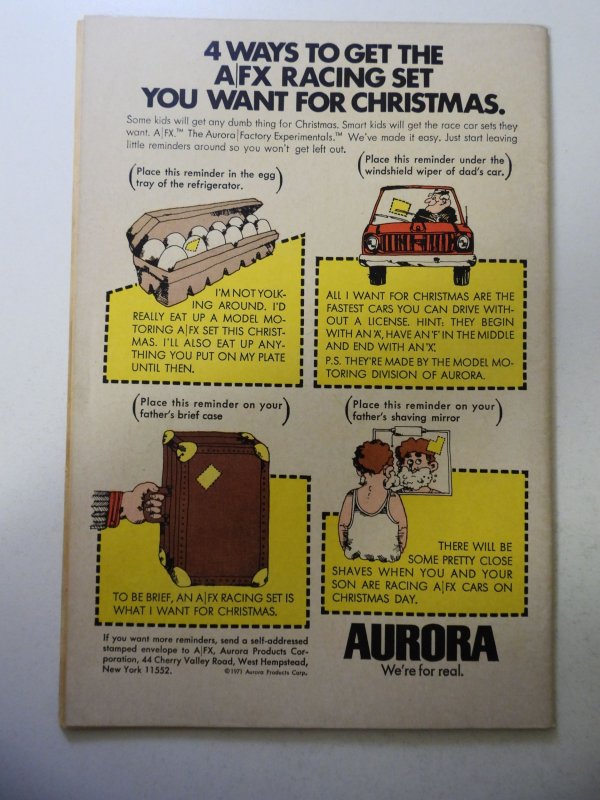 4 WAYS TO GET THE
A|FX RACING SET
YOU WANT FOR CHRISTMAS.
Some kids will get any dumb thing for Christmas. Smart kids will get the race car sets they
want. A|FX.™ The Aurora|Factory Experimentals.™ We've made it easy. Just start leaving
little reminders around so you won't get left out.
(Place this reminder in the egg
tray of the refrigerator.)
I'M NOT YOLK-
ING AROUND. I'D
REALLY EAT UP A MODEL MO-
TORING A|FX SET THIS CHRIST-
MAS. I'LL ALSO EAT UP ANY-
THING YOU PUT ON MY PLATE
UNTIL THEN.
(Place this reminder under the
windshield wiper of dad's car.)
ALL I WANT FOR CHRISTMAS ARE THE
FASTEST CARS YOU CAN DRIVE WITH-
OUT A LICENSE. HINT: THEY BEGIN
WITH AN 'A', HAVE AN 'F' IN THE MIDDLE
AND END WITH AN 'X'.
P.S. THEY'RE MADE BY THE MODEL MO-
TORING DIVISION OF AURORA.
(Place this reminder on your
father's brief case)
TO BE BRIEF, AN A|FX RACING SET IS
WHAT I WANT FOR CHRISTMAS.
(Place this reminder on your
father's shaving mirror)
THERE WILL BE
SOME PRETTY CLOSE
SHAVES WHEN YOU AND YOUR
SON ARE RACING A|FX CARS ON
CHRISTMAS DAY.
If you want more reminders, send a self-addressed
stamped envelope to A|FX, Aurora Products Cor-
poration, 44 Cherry Valley Road, West Hempstead,
New York 11552.
©1971 Aurora Products Corp.
AURORA
We're for real.